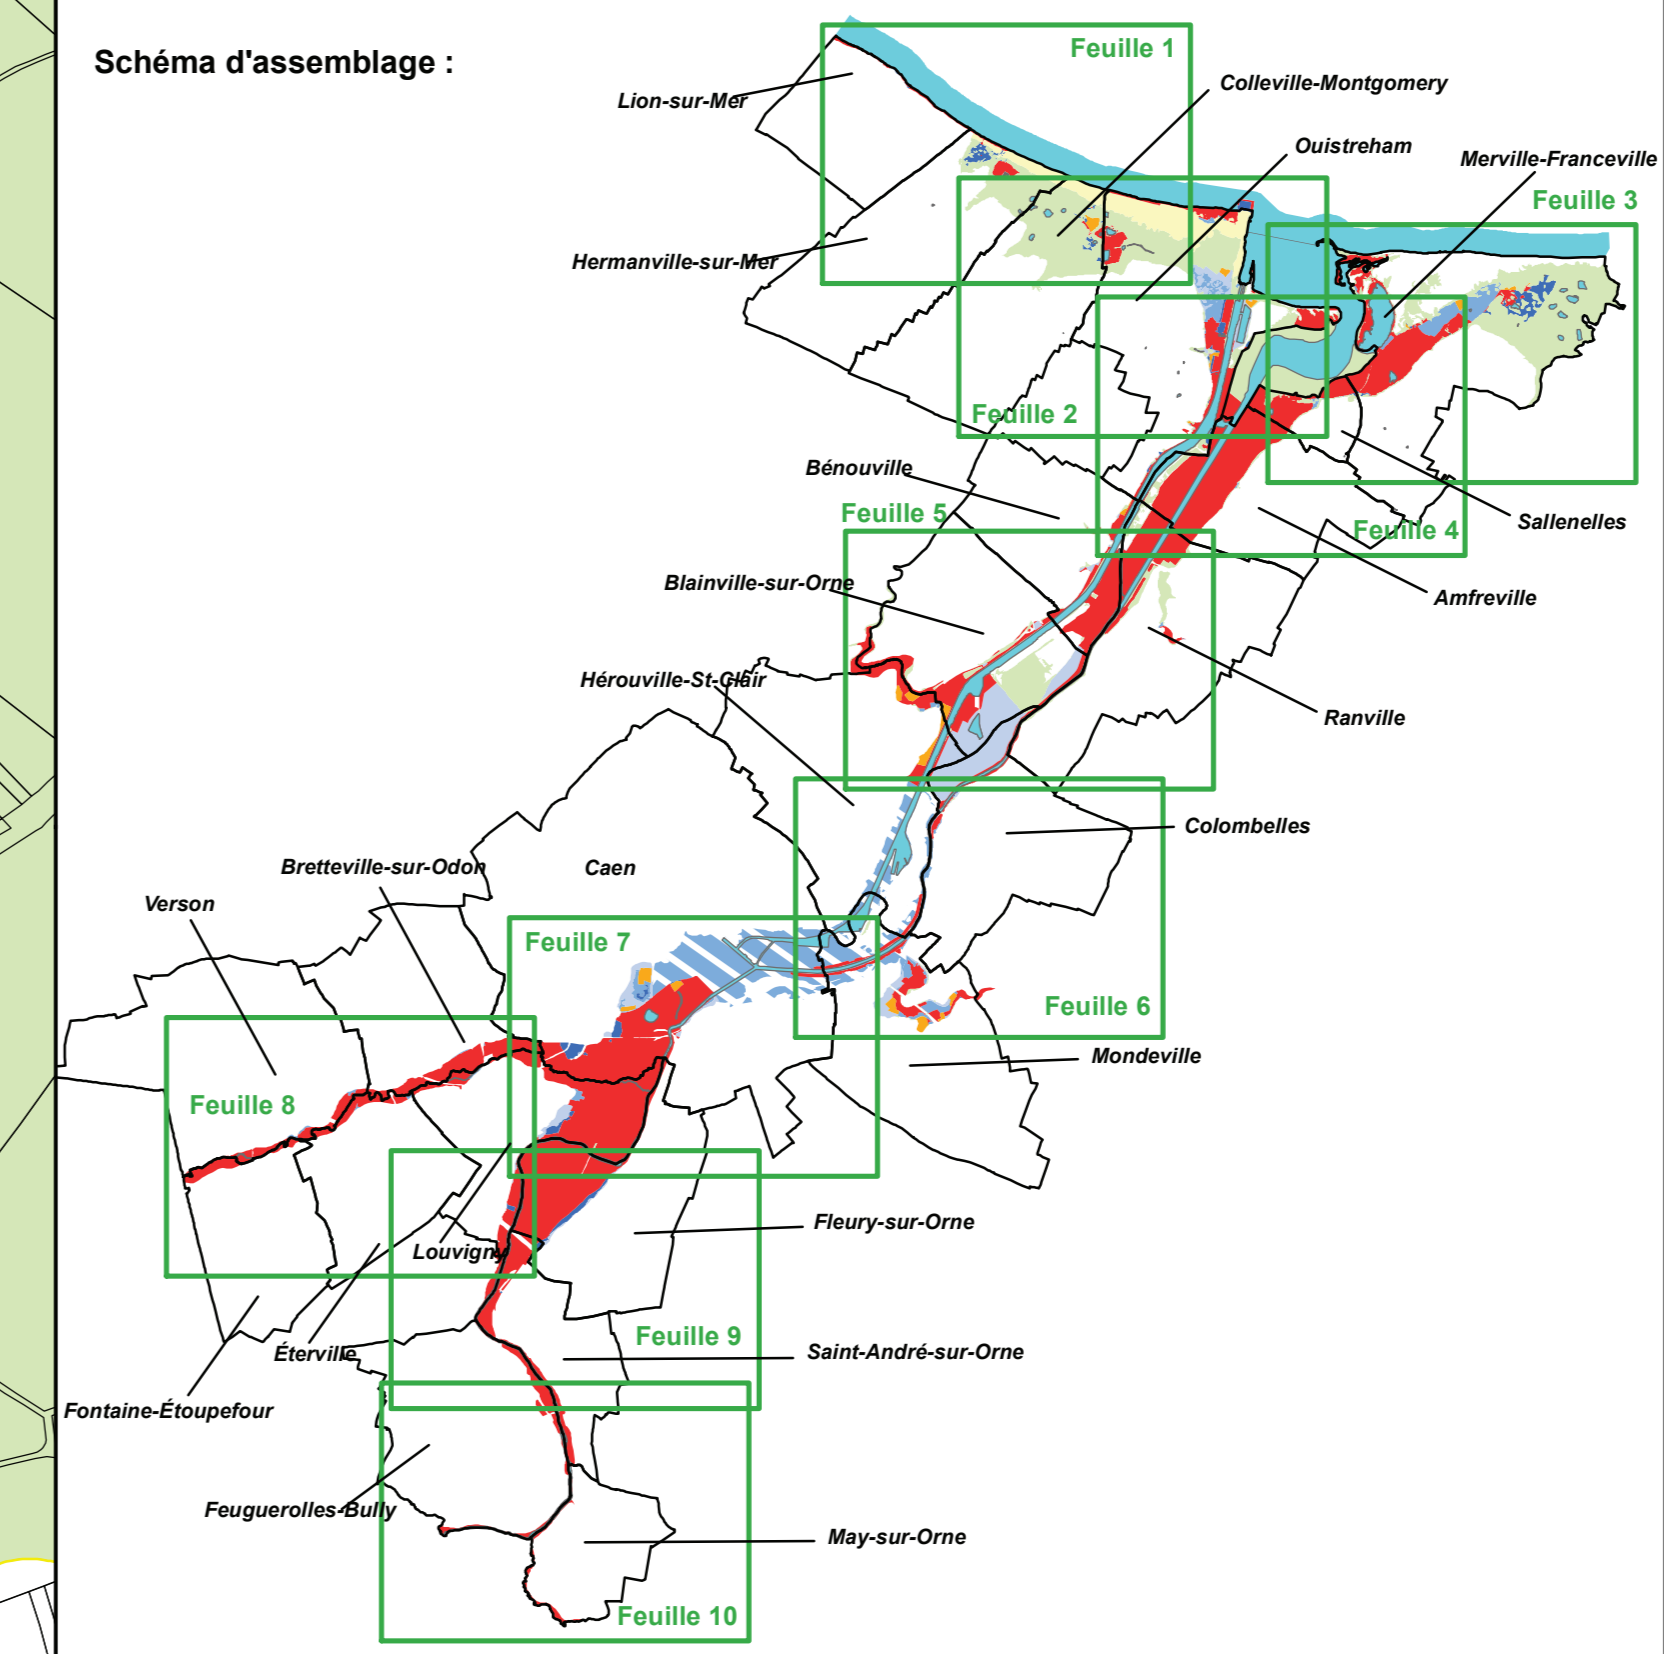 Schéma d'assemblage :
Feuille 1
Colleville-Montgomery
Lion-sur-Mer
Ouistreham
Merville-Franceville
Feuille 3
Hermanville-sur-Mer
Feuille 2
Bénouville
Feuille 5
Sallenelles
Feuille 4
Blainville-sur-Orne
Amfreville
Hérouville-St-Clair
Ranville
Colombelles
Bretteville-sur-Odon
Caen
Verson
Feuille 7
Feuille 6
Mondeville
Feuille 8
Fleury-sur-Orne
Louvigny
Feuille 9
Éterville
Saint-André-sur-Orne
Fontaine-Étoupefour
Feuguerolles-Bully
May-sur-Orne
Feuille 10